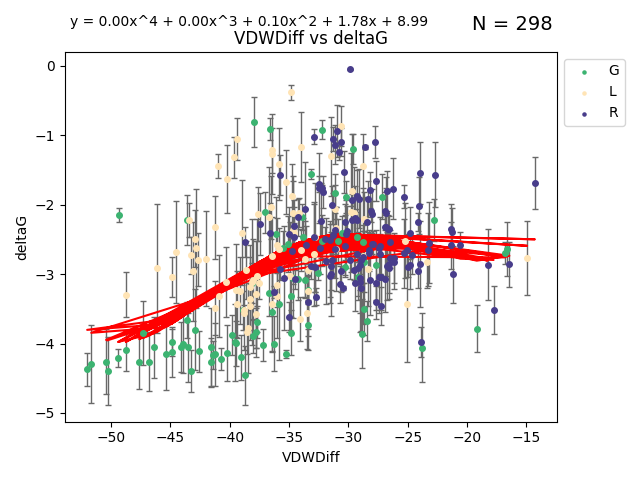 y = 0.00x^4 + 0.00x^3 + 0.10x^2 + 1.78x + 8.99
N = 298
VDWDiff vs deltaG
G
L
R
deltaG
0
−1
−2
−3
−4
−5
−50 −45 −40 −35 −30 −25 −20 −15
VDWDiff